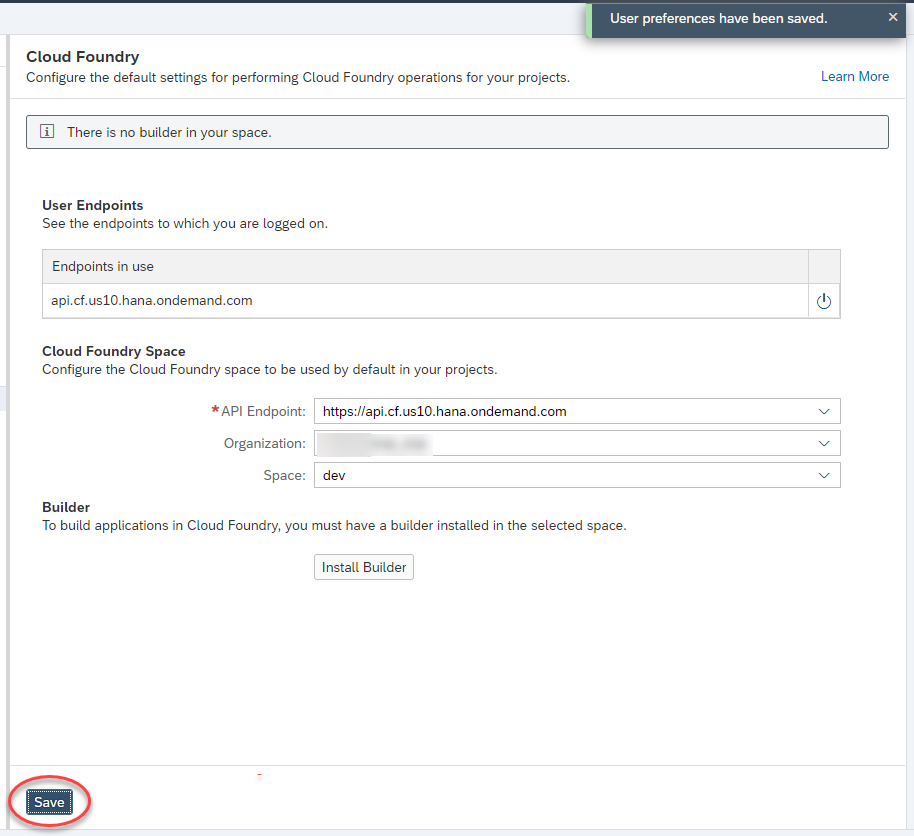 User preferences have been saved.
Cloud Foundry
Configure the default settings for performing Cloud Foundry operations for your projects.
Learn More
There is no builder in your space.
User Endpoints
See the endpoints to which you are logged on.
Endpoints in use
api.cf.us10.hana.ondemand.com
Cloud Foundry Space
Configure the Cloud Foundry space to be used by default in your projects.
*API Endpoint: https://api.cf.us10.hana.ondemand.com
Organization:
Space: dev
Builder
To build applications in Cloud Foundry, you must have a builder installed in the selected space.
Install Builder
Save